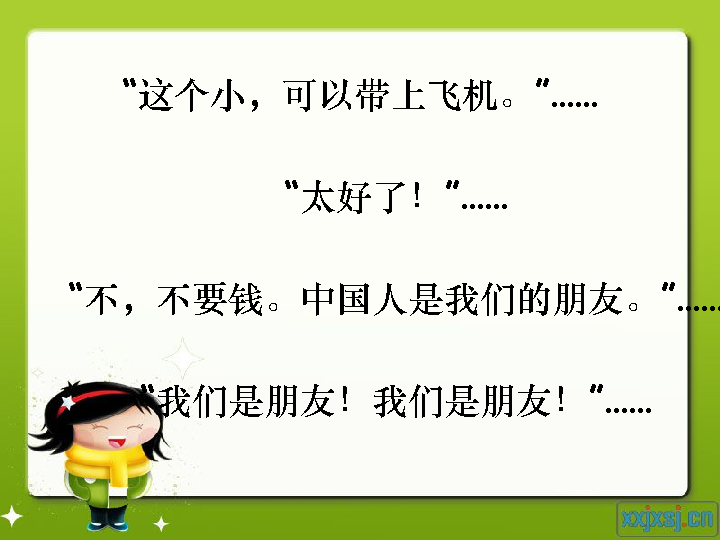 “这个小，可以带上飞机。”……
“太好了！”……
“不，不要钱。中国人是我们的朋友。”……
“我们是朋友！我们是朋友！”……
xxjxsj.cn